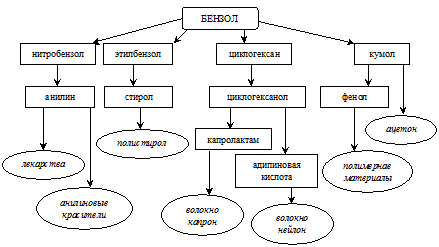 БЕНЗОЛ
нитробензол
этилбензол
циклогексан
кумол
анилин
стирол
циклогексанол
фенол
ацетон
полистирол
капролактам
лекарства
адипиновая
кислота
полимерные
материалы
анилиновые
красители
волокно
капрон
волокно
нейлон